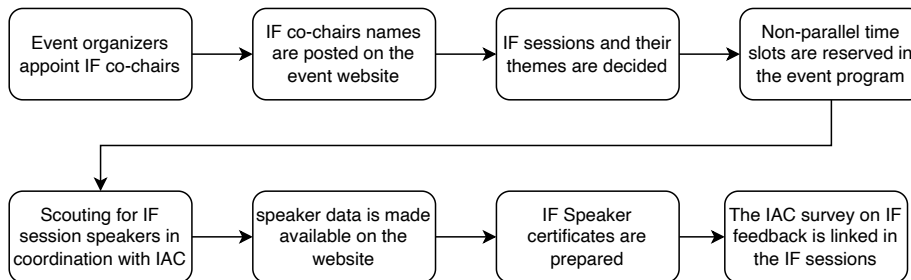 Event organizers
appoint IF co-chairs
IF co-chairs names
are posted on the
event website
IF sessions and their
themes are decided
Non-parallel time
slots are reserved in
the event program
Scouting for IF
session speakers in
coordination with IAC
speaker data is made
available on the
website
IF Speaker
certificates are
prepared
The IAC survey on IF
feedback is linked in
the IF sessions